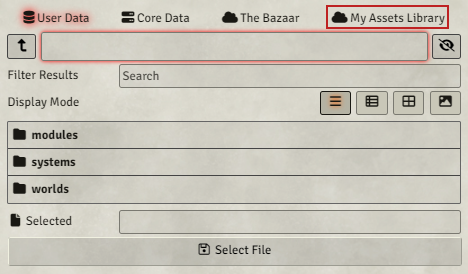 User Data Core Data The Bazaar My Assets Library
Filter Results Search
Display Mode
modules
systems
worlds
Selected
Select File